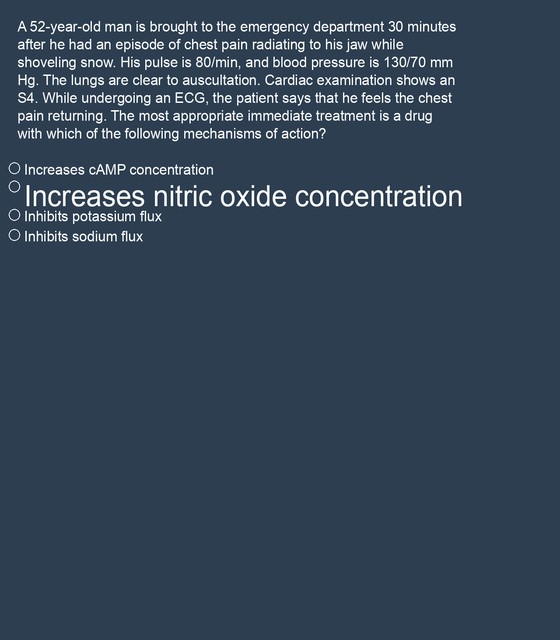 A 52-year-old man is brought to the emergency department 30 minutes
after he had an episode of chest pain radiating to his jaw while
shoveling snow. His pulse is 80/min, and blood pressure is 130/70 mm
Hg. The lungs are clear to auscultation. Cardiac examination shows an
S4. While undergoing an ECG, the patient says that he feels the chest
pain returning. The most appropriate immediate treatment is a drug
with which of the following mechanisms of action?
Increases cAMP concentration
Increases nitric oxide concentration
Inhibits potassium flux
Inhibits sodium flux